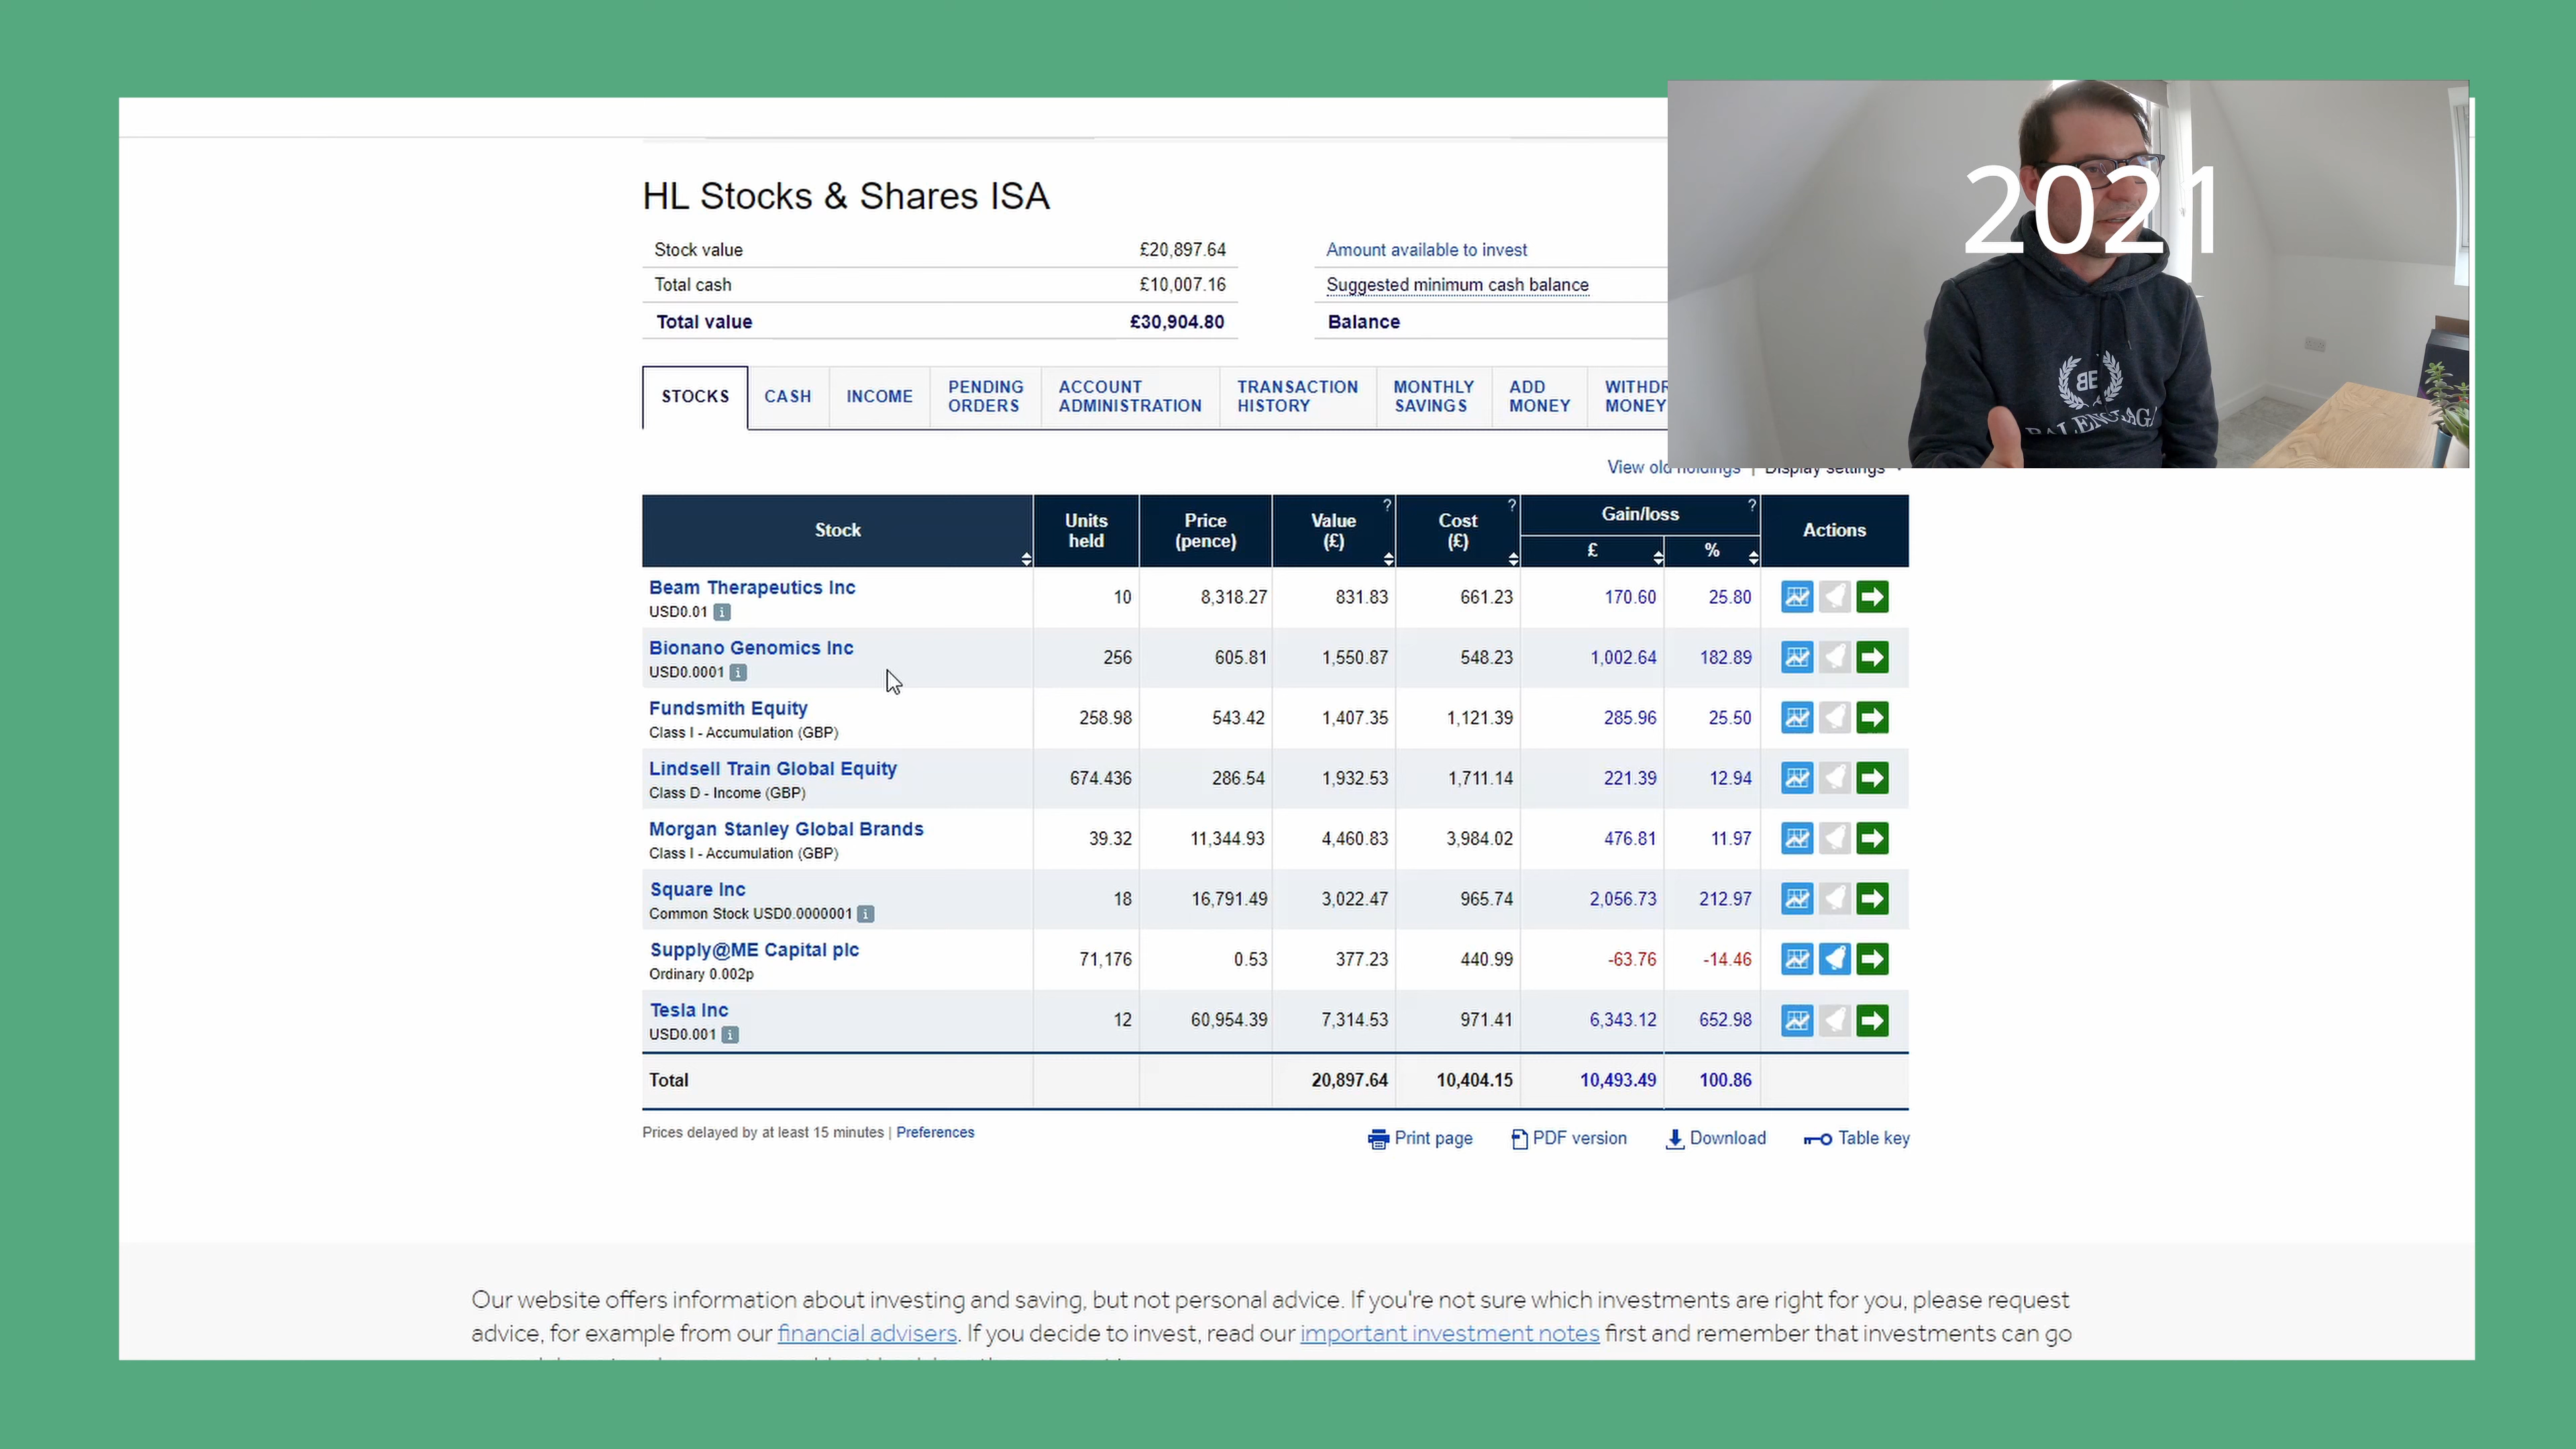 2021
HL Stocks & Shares ISA
Stock value £20,897.64 Amount available to invest
Total cash £10,007.16 Suggested minimum cash balance
Total value £30,904.80 Balance
STOCKS CASH INCOME PENDING ORDERS ACCOUNT ADMINISTRATION TRANSACTION HISTORY MONTHLY SAVINGS ADD MONEY MONEY
BE
View old holdings | Display settings
Stock Units held Price (pence) Value (£) ? Cost (£) ? Gain/loss ? £ % Actions
Beam Therapeutics Inc 10 8,318.27 831.83 661.23 170.60 25.80
USD0.01 i
Bionano Genomics Inc 256 605.81 1,550.87 548.23 1,002.64 182.89
USD0.0001 i
Fundsmith Equity 258.98 543.42 1,407.35 1,121.39 285.96 25.50
Class I - Accumulation (GBP)
Lindsell Train Global Equity 674.436 286.54 1,932.53 1,711.14 221.39 12.94
Class D - Income (GBP)
Morgan Stanley Global Brands 39.32 11,344.93 4,460.83 3,984.02 476.81 11.97
Class I - Accumulation (GBP)
Square Inc 18 16,791.49 3,022.47 965.74 2,056.73 212.97
Common Stock USD0.0000001 i
Supply@ME Capital plc 71,176 0.53 377.23 440.99 -63.76 -14.46
Ordinary 0.002p
Tesla Inc 12 60,954.39 7,314.53 971.41 6,343.12 652.98
USD0.001 i
Total 20,897.64 10,404.15 10,493.49 100.86
Prices delayed by at least 15 minutes | Preferences Print page PDF version Download Table key
Our website offers information about investing and saving, but not personal advice. If you're not sure which investments are right for you, please request
advice, for example from our financial advisers. If you decide to invest, read our important investment notes first and remember that investments can go